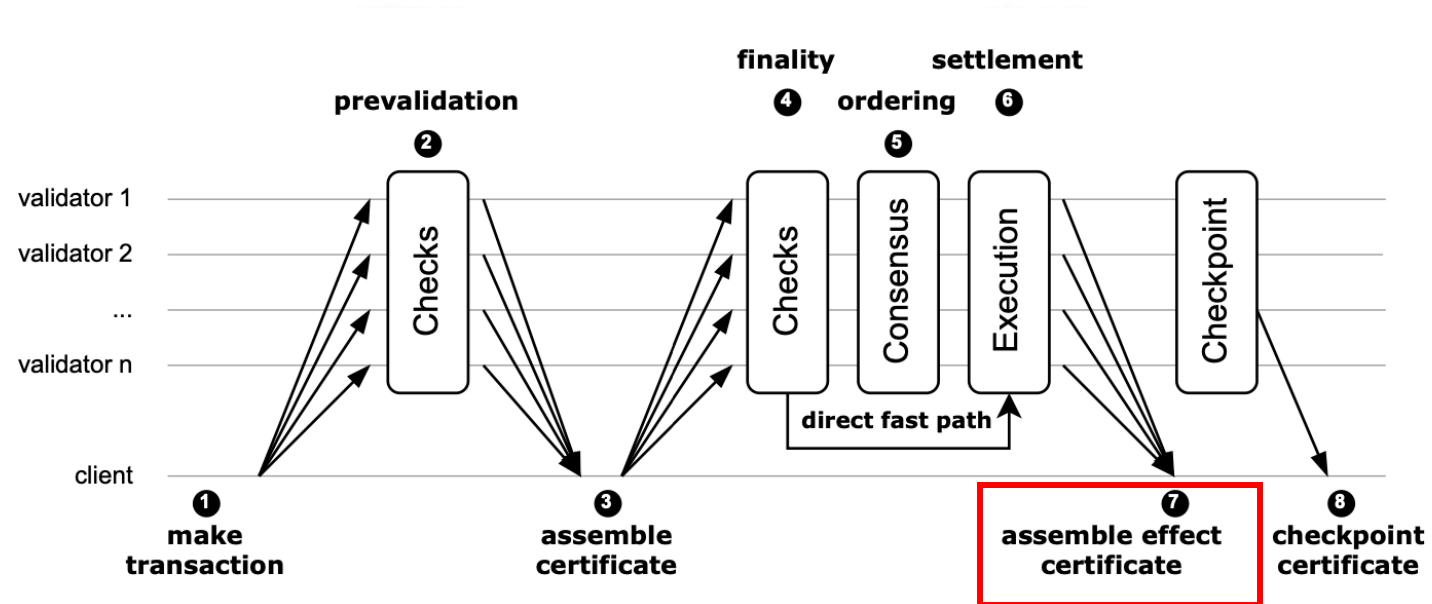 finality
settlement
prevalidation
4
ordering
6
2
5
validator 1
validator 2
...
validator n
Checks
Checks
Consensus
Execution
Checkpoint
direct fast path
client
1
make
transaction
3
assemble
certificate
7
assemble effect
certificate
8
checkpoint
certificate